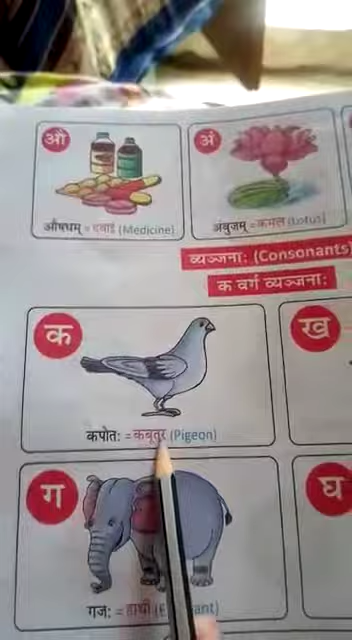 औ
औषधम् = दवाई (Medicine)
अं
अंबुजम् = कमल (Lotus)
व्यञ्जनाः (Consonants)
क वर्ग व्यञ्जनाः
क
कपोतः = कबूतर (Pigeon)
ख
ग
गजः = हाथी
घ